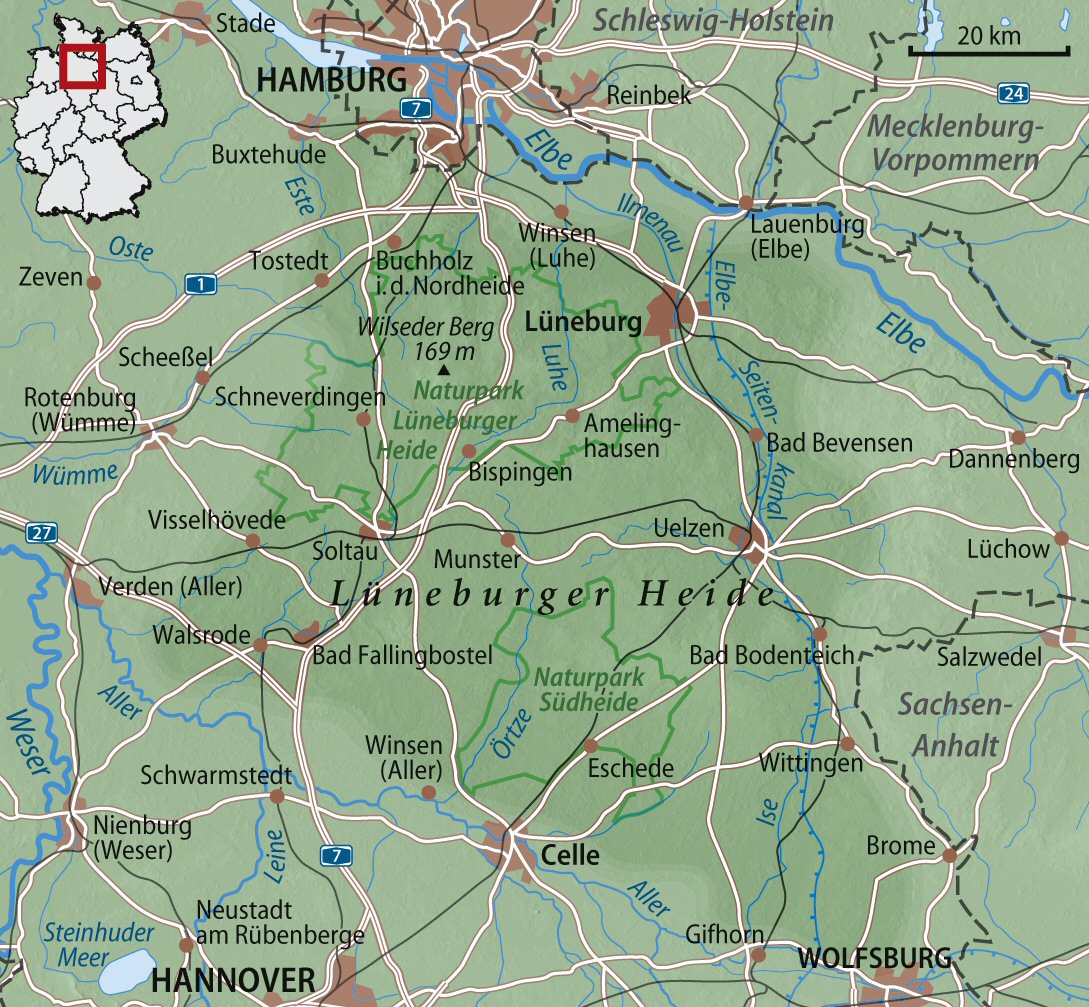 Stade
Schleswig-Holstein
20 km
HAMBURG
7
Reinbek
24
Mecklenburg-
Vorpommern
Buxtehude
Elbe
Este
Ilmenau
Oste
Winsen
(Luhe)
Lauenburg
(Elbe)
Zeven
1
Tostedt
Buchholz
i. d. Nordheide
Elbe-
Seiten-
kanal
Wilseder Berg
169 m
Lüneburg
Elbe
Luhe
Scheeßel
Rotenburg
(Wümme)
Schneverdingen
Naturpark
Lüneburger
Heide
Ameling-
hausen
Bad Bevensen
Dannenberg
Wümme
Bispingen
27
Visselhövede
Soltau
Munster
Uelzen
Lüchow
Verden (Aller)
Lüneburger Heide
Walsrode
Bad Fallingbostel
Bad Bodenteich
Salzwedel
Aller
Naturpark
Südheide
Sachsen-
Anhalt
Weser
Örtze
Winsen
(Aller)
Schwarmstedt
Eschede
Wittingen
Ise
Nienburg
(Weser)
Leine
7
Celle
Brome
Aller
Neustadt
am Rübenberge
Steinhuder
Meer
Gifhorn
HANNOVER
WOLFSBURG